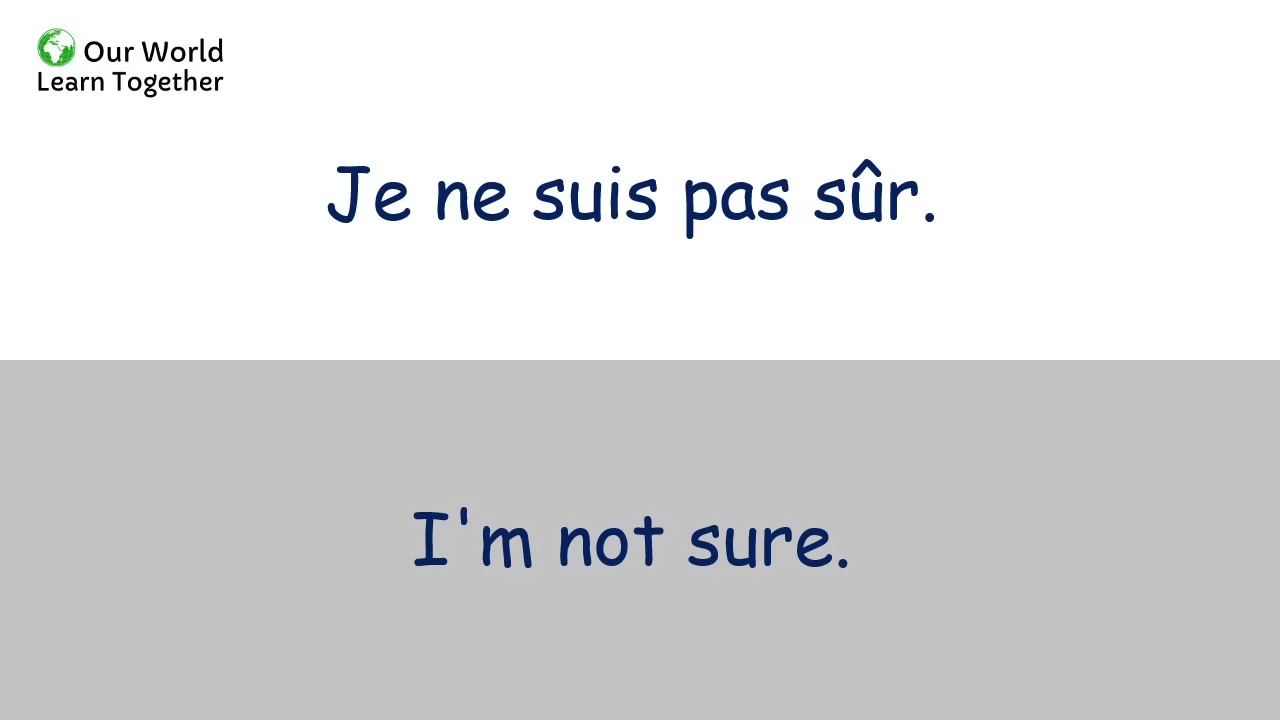 Our World
Learn Together
Je ne suis pas sûr.
I'm not sure.